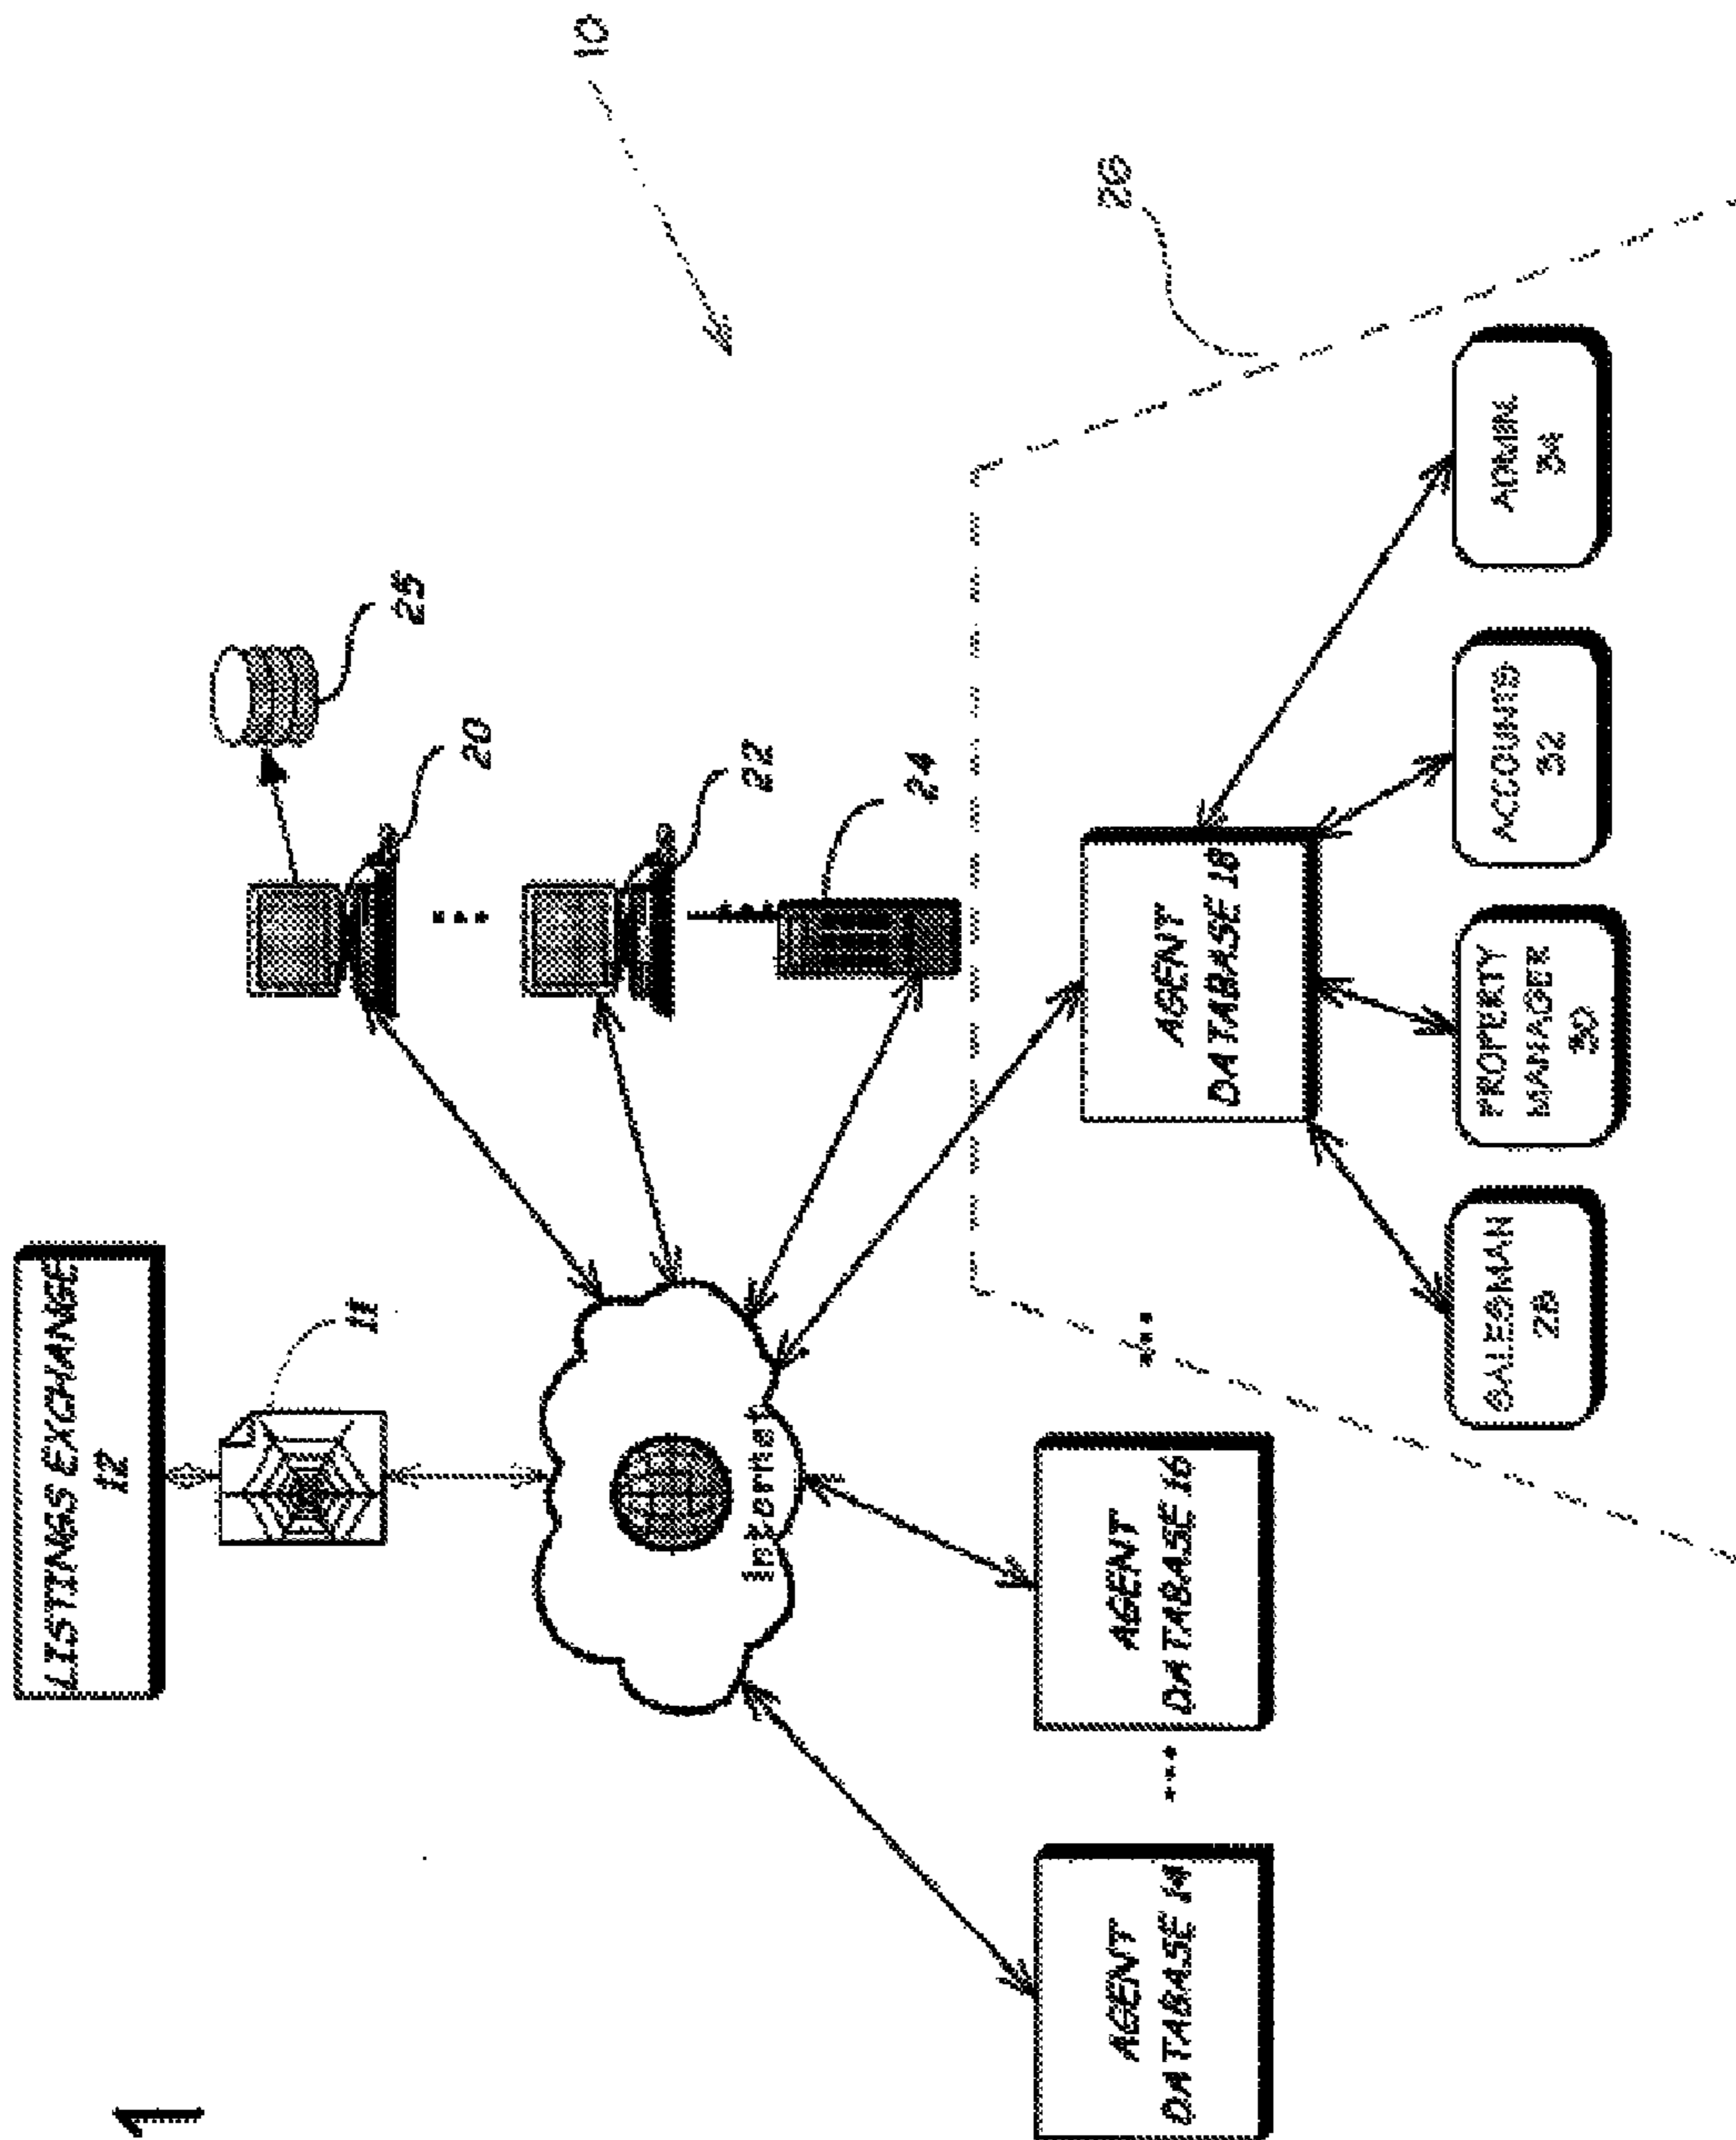 1
LISTINGS EXCHANGE
12
11
25
20
22
24
10
Internet
26
AGENT
DATABASE 14
...
AGENT
DATABASE 16
...
AGENT
DATABASE 18
SALESMAN
28
PROPERTY
MANAGER
30
ACCOUNTS
32
ADMIN.
34